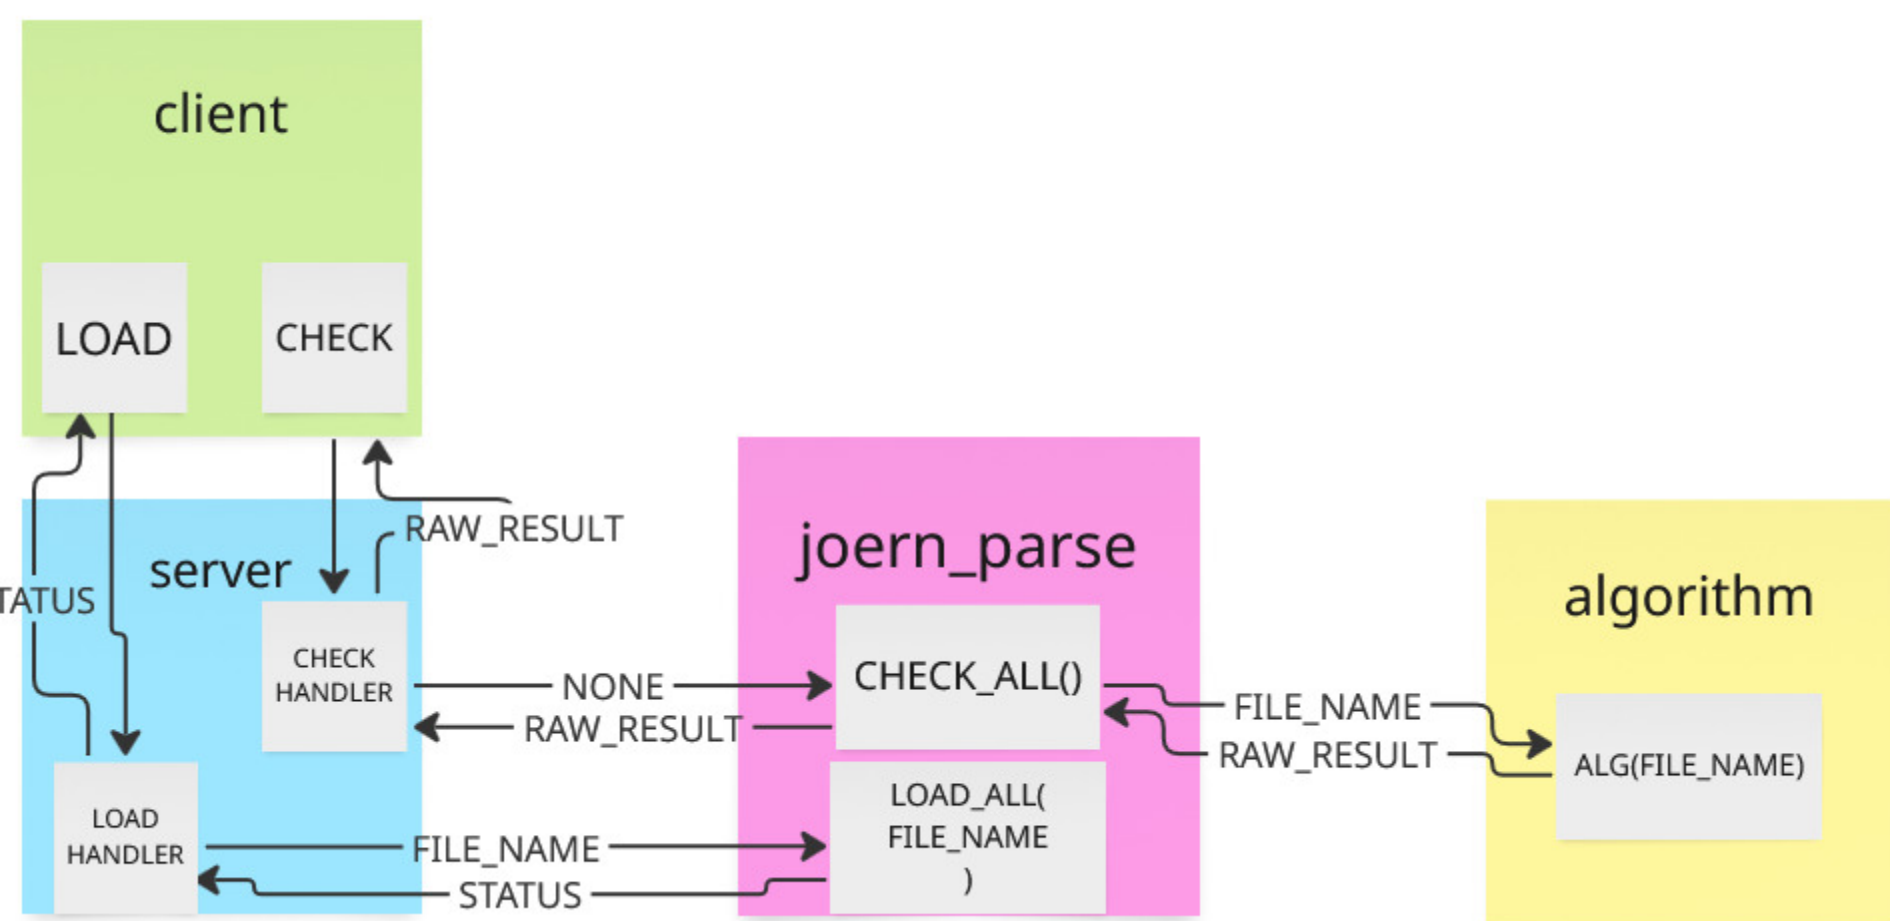 client
LOAD
CHECK
RAW_RESULT
server
TATUS
CHECK
HANDLER
LOAD
HANDLER
NONE
RAW_RESULT
FILE_NAME
STATUS
joern_parse
CHECK_ALL()
LOAD_ALL(
FILE_NAME
)
FILE_NAME
RAW_RESULT
algorithm
ALG(FILE_NAME)